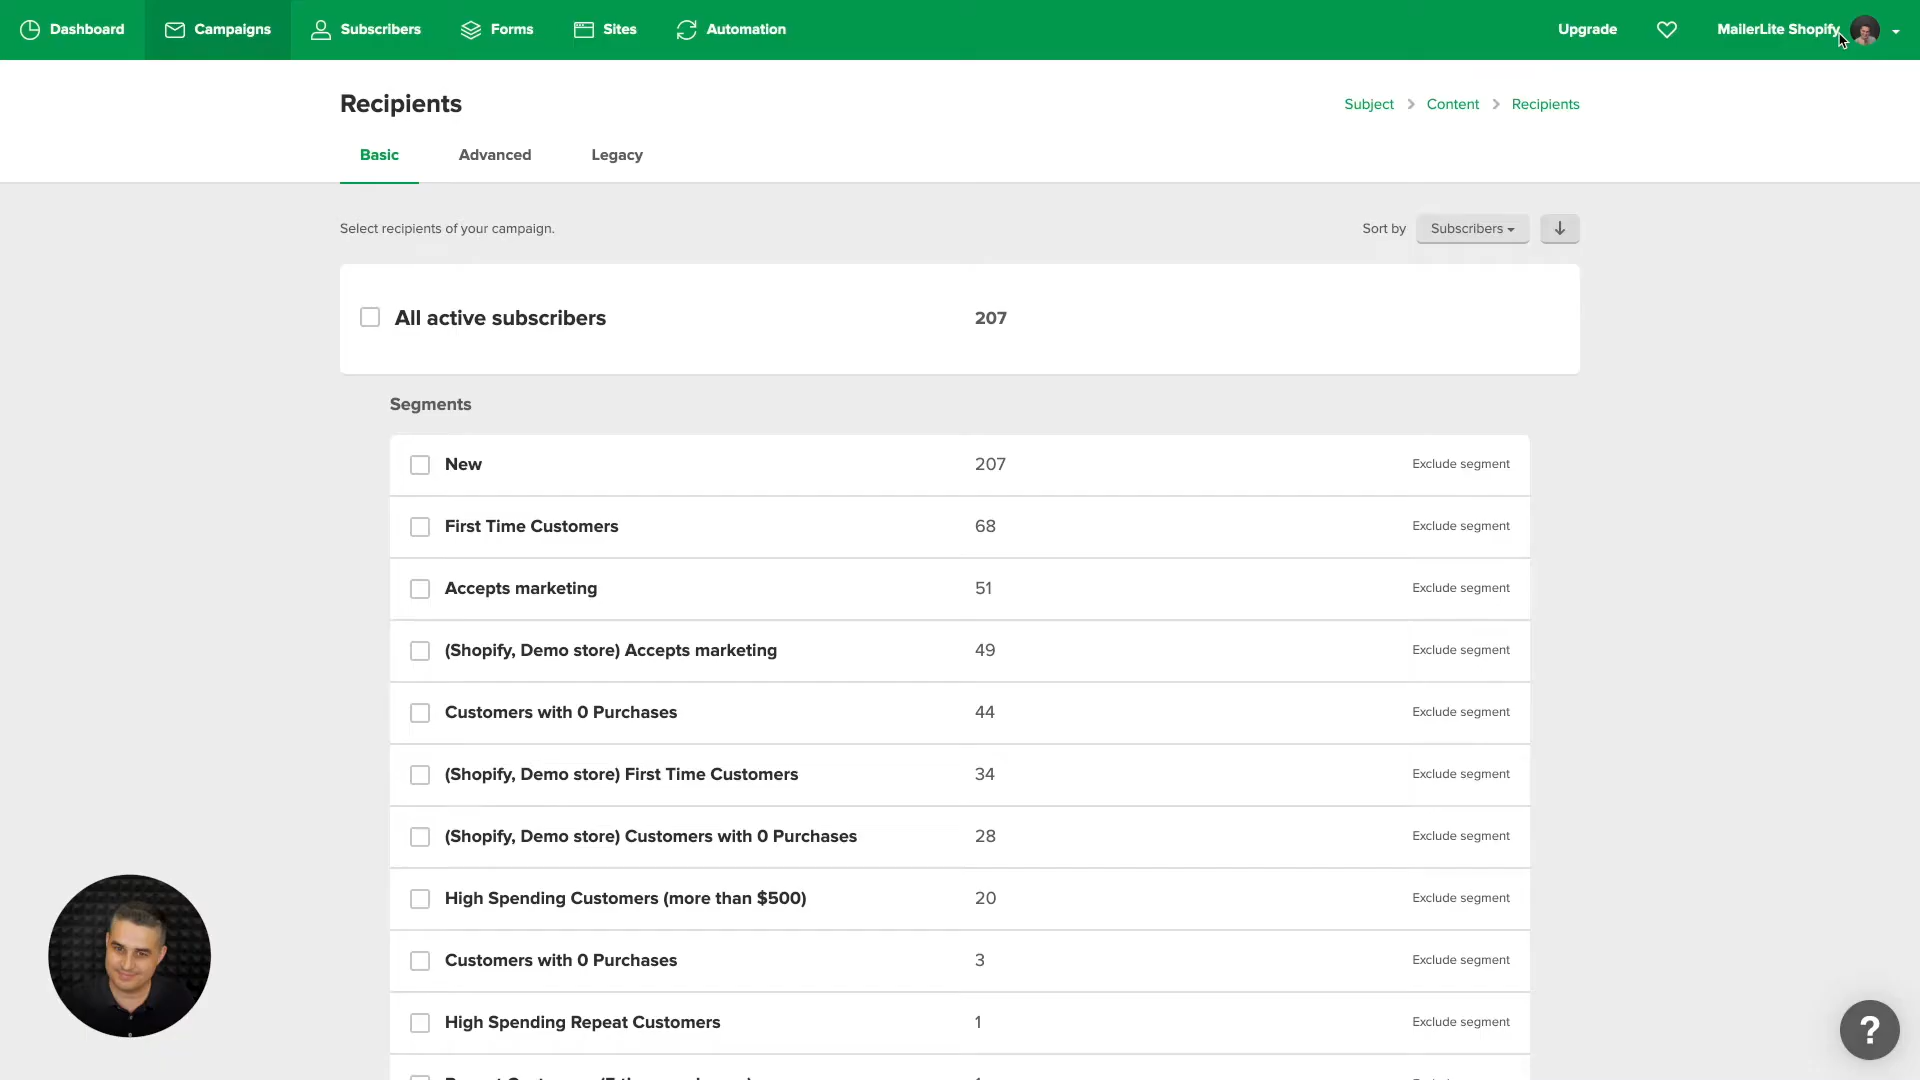 Dashboard Campaigns Subscribers Forms Sites Automation Upgrade MailerLite Shopify
Recipients
Subject > Content > Recipients
Basic Advanced Legacy
Select recipients of your campaign. Sort by Subscribers
All active subscribers 207
Segments
New 207 Exclude segment
First Time Customers 68 Exclude segment
Accepts marketing 51 Exclude segment
(Shopify, Demo store) Accepts marketing 49 Exclude segment
Customers with 0 Purchases 44 Exclude segment
(Shopify, Demo store) First Time Customers 34 Exclude segment
(Shopify, Demo store) Customers with 0 Purchases 28 Exclude segment
High Spending Customers (more than $500) 20 Exclude segment
Customers with 0 Purchases 3 Exclude segment
High Spending Repeat Customers 1 Exclude segment
?